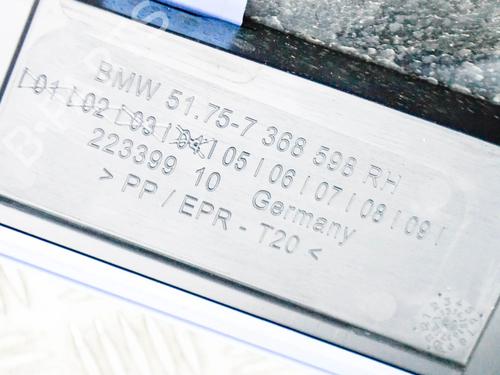 BMW 51.75-7 368 598 RH
| 01 | 02 | 03 | 04 | 05 | 06 | 07 | 08 | 09 |
223399 10 Germany
> PP / EPR - T20 <